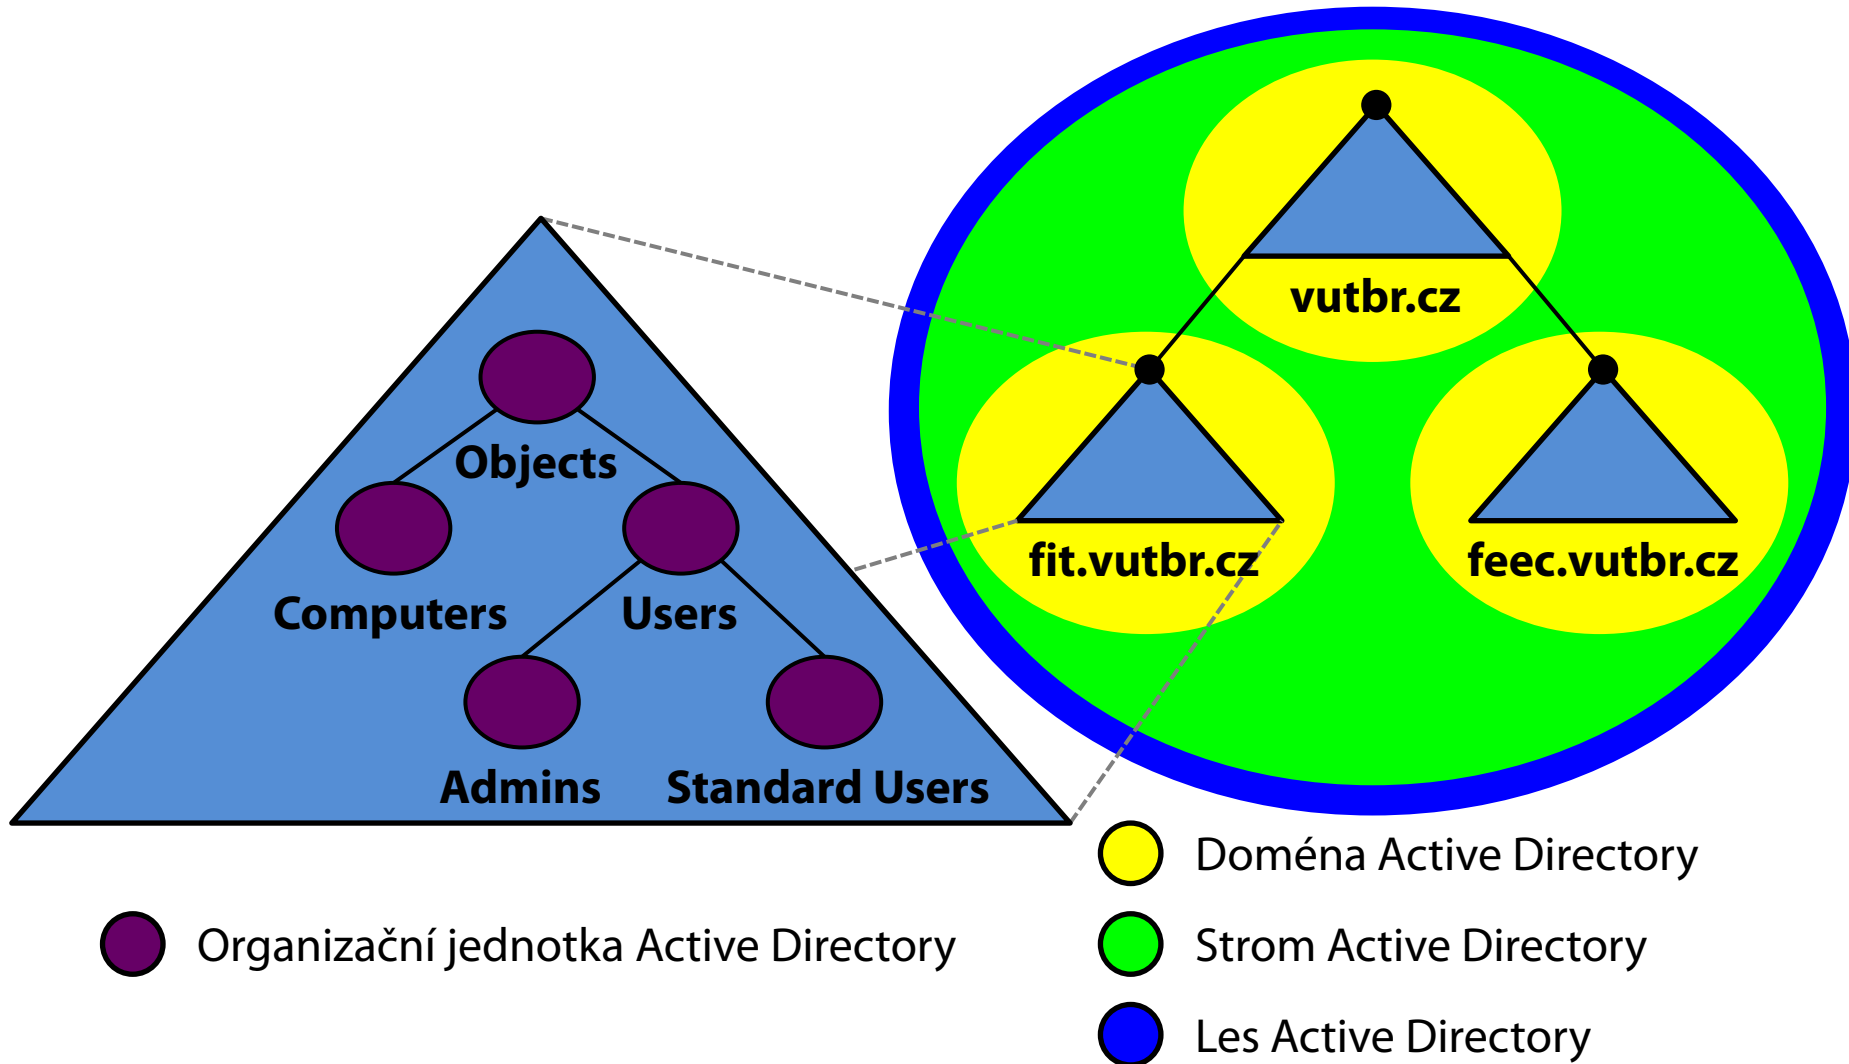 vutbr.cz
Objects
fit.vutbr.cz
feec.vutbr.cz
Computers
Users
Admins
Standard Users
Doména Active Directory
Organizační jednotka Active Directory
Strom Active Directory
Les Active Directory